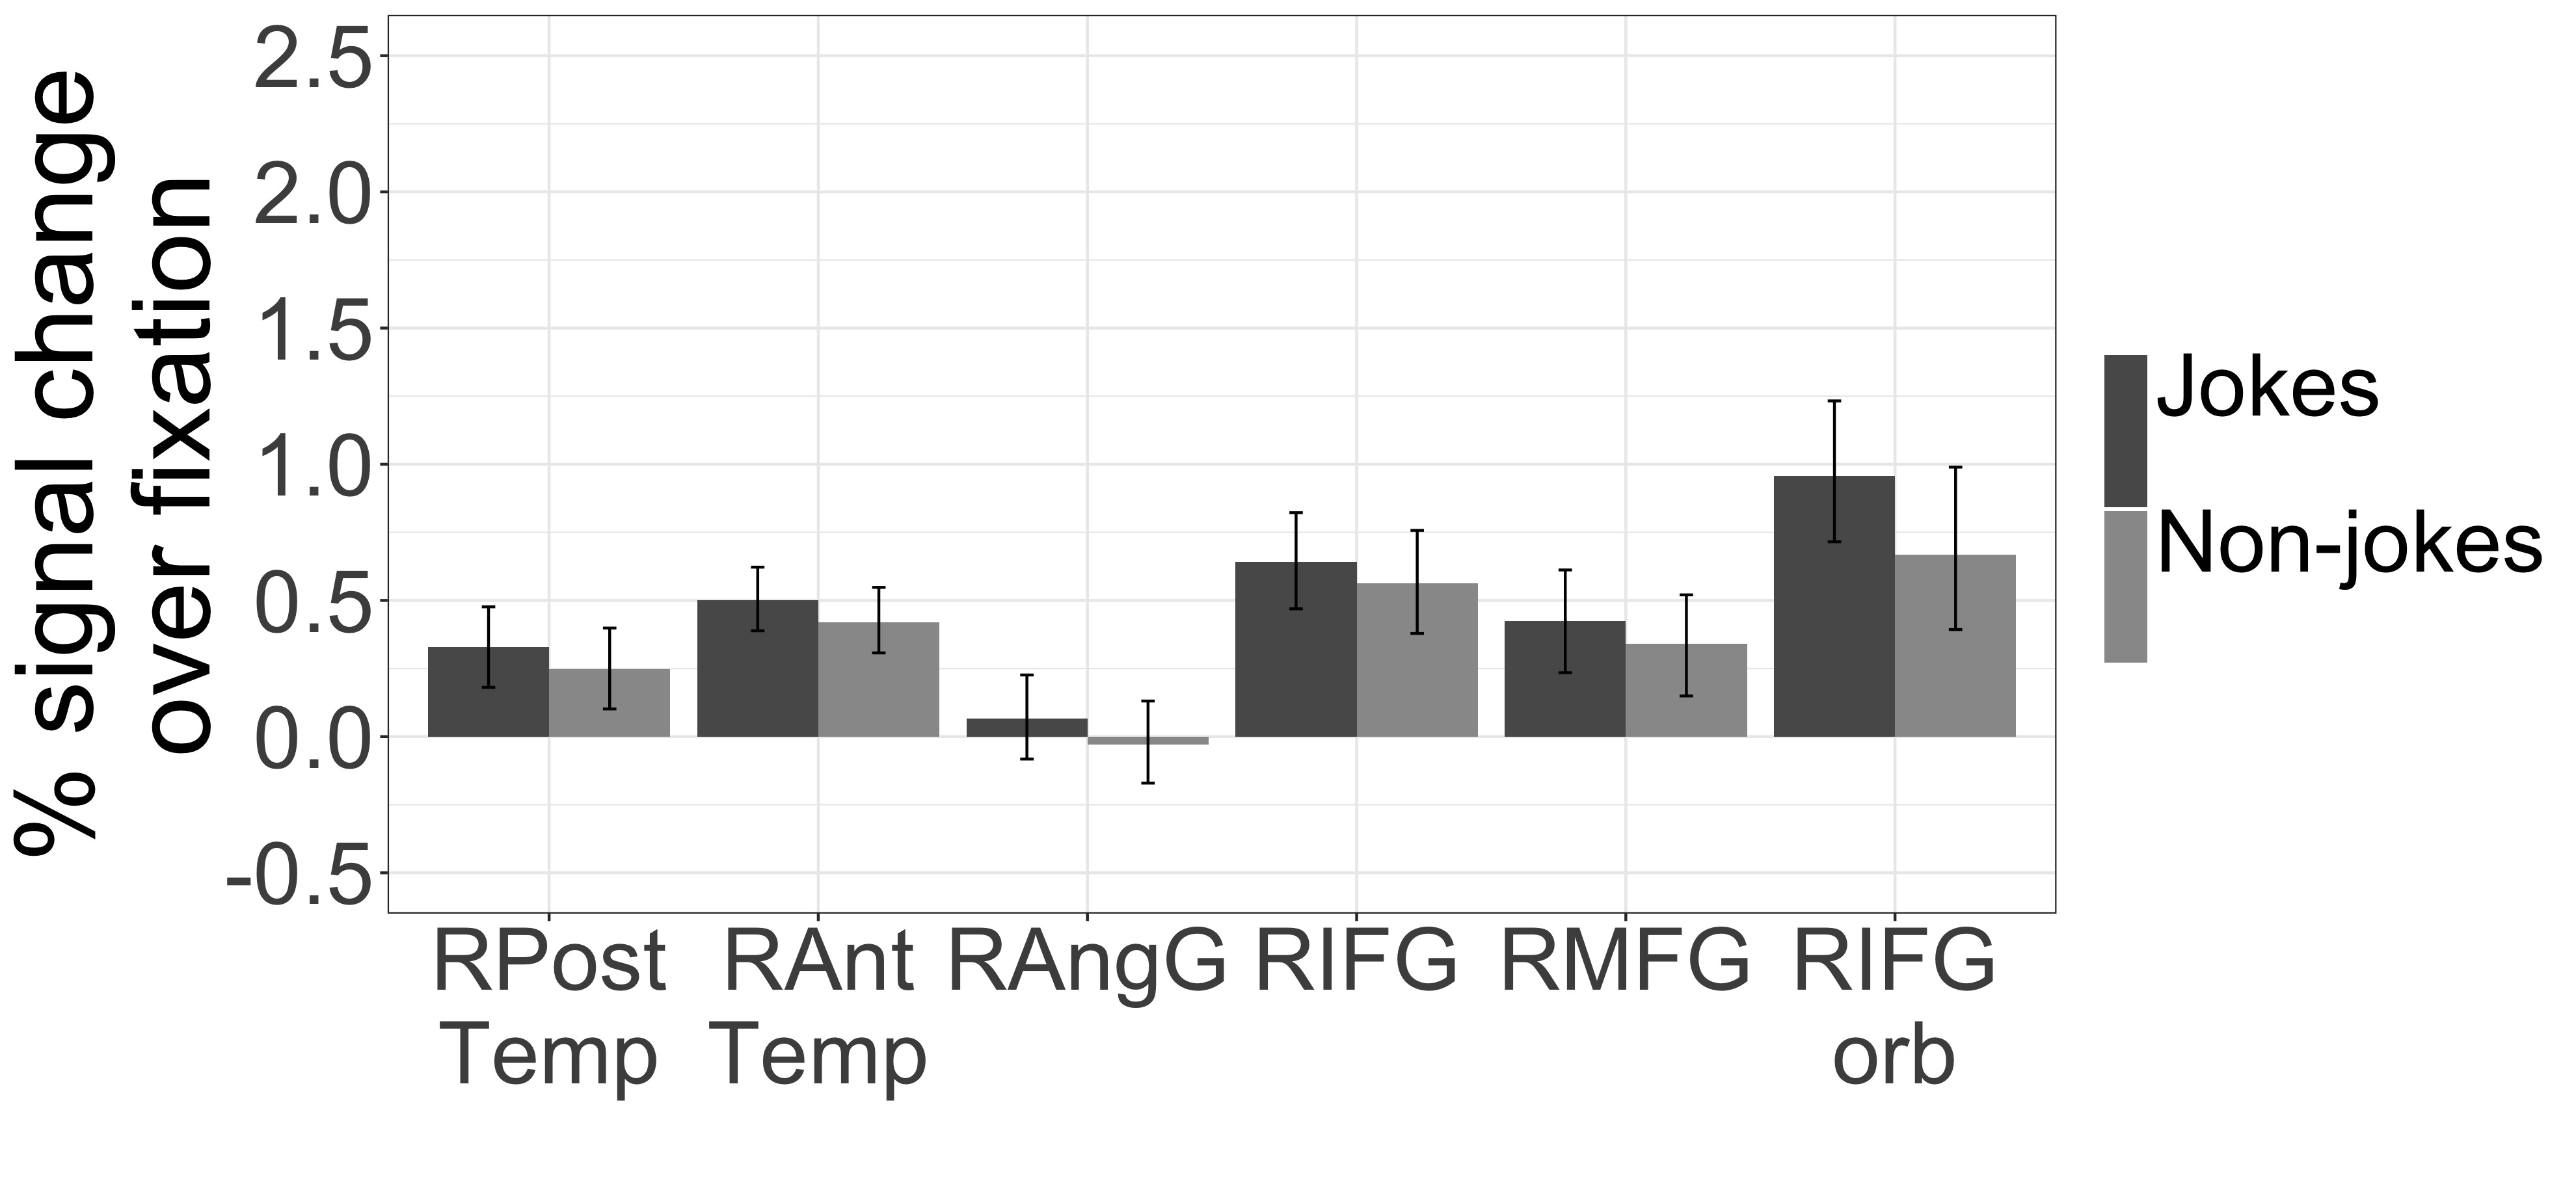 % signal change
over fixation
2.5
2.0
1.5
1.0
0.5
0.0
-0.5
RPost
Temp
RAnt
Temp
RAngG
RIFG
RMFG
RIFG
orb
Jokes
Non-jokes